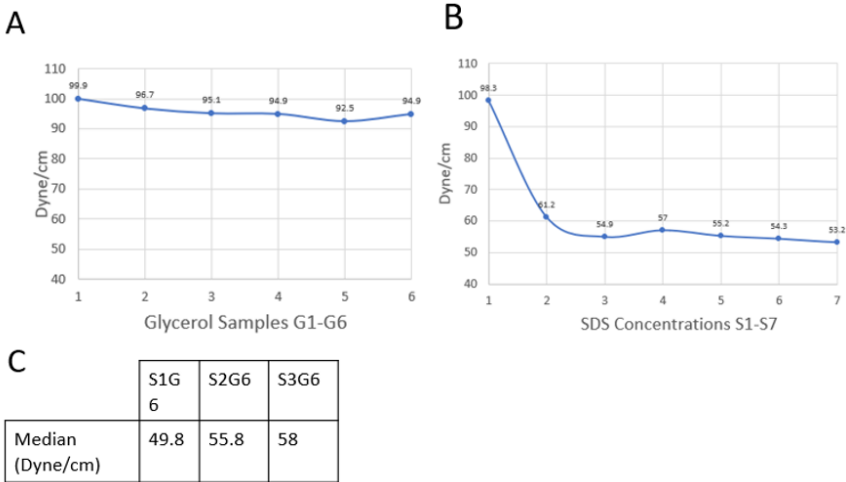 A
110
100
90
80
70
60
50
40
Dyne/cm
99.9
96.7
95.1
94.9
92.5
94.9
1 2 3 4 5 6
Glycerol Samples G1-G6
B
110
100
90
80
70
60
50
40
Dyne/cm
98.3
61.2
54.9
57
55.2
54.3
53.2
1 2 3 4 5 6 7
SDS Concentrations S1-S7
C
S1G S2G6 S3G6
6
Median 49.8 55.8 58
(Dyne/cm)